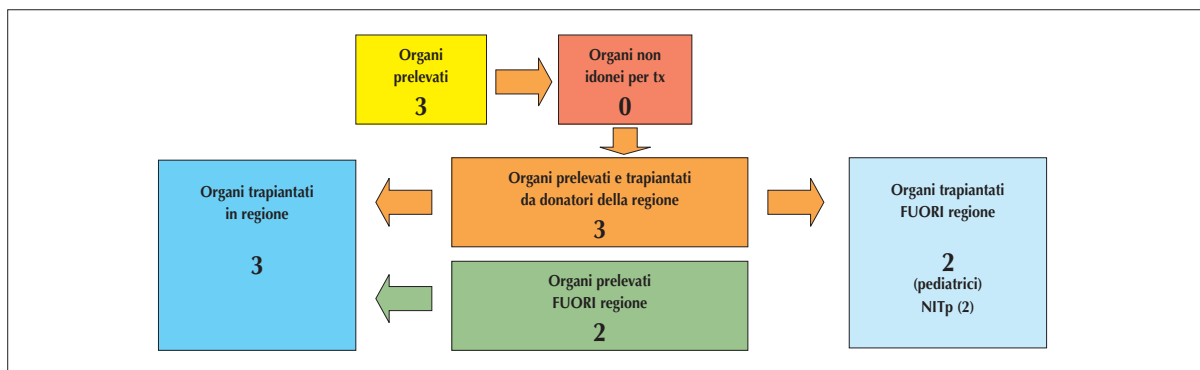 Organi
prelevati
3
Organi non
idonei per tx
0
Organi trapiantati
in regione
3
Organi prelevati e trapiantati
da donatori della regione
3
Organi trapiantati
FUORI regione
2
(pediatrici)
NITp (2)
Organi prelevati
FUORI regione
2